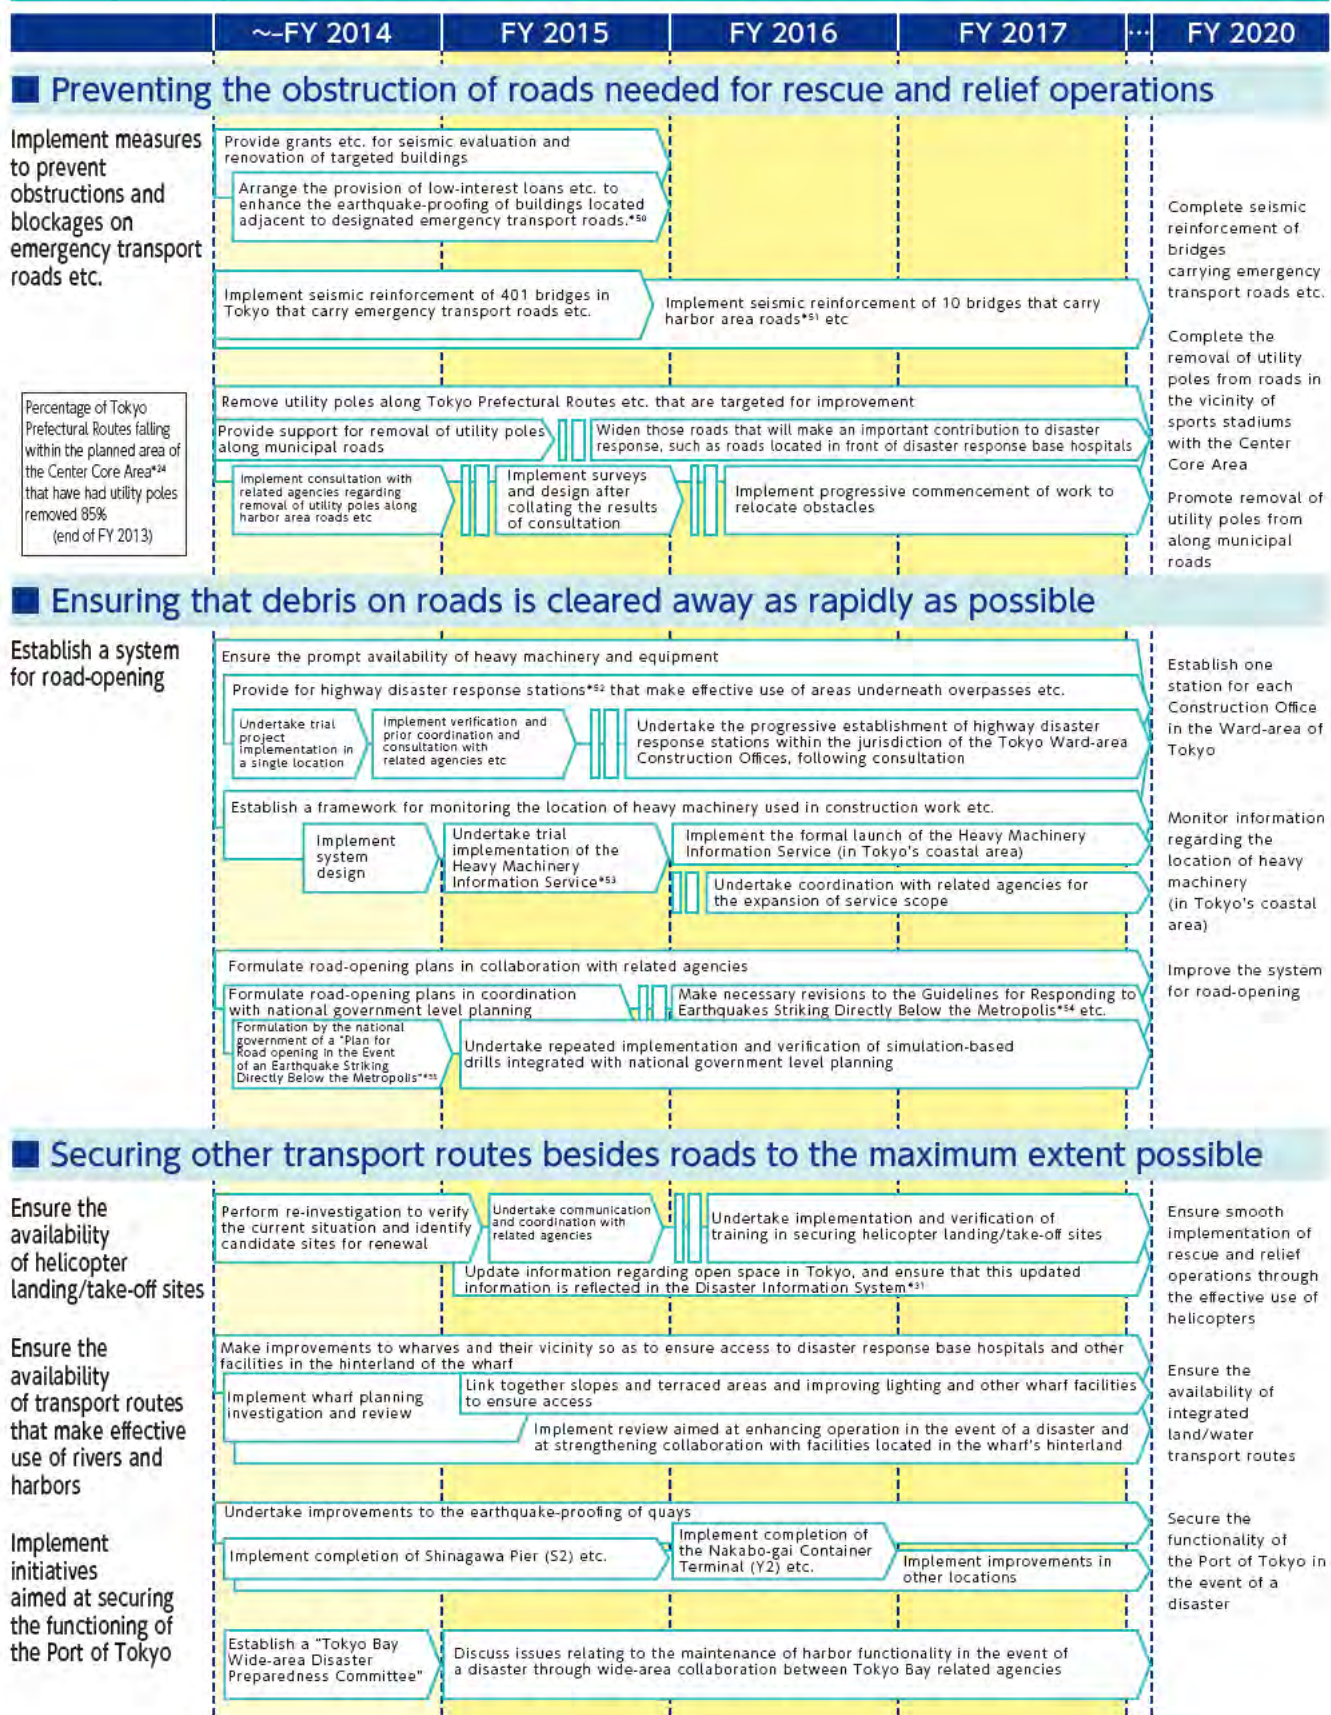 ~–FY 2014
FY 2015
FY 2016
FY 2017
...
FY 2020
■ Preventing the obstruction of roads needed for rescue and relief operations
Implement measures
to prevent
obstructions and
blockages on
emergency transport
roads etc.
Provide grants etc. for seismic evaluation and
renovation of targeted buildings
Arrange the provision of low-interest loans etc. to
enhance the earthquake-proofing of buildings located
adjacent to designated emergency transport roads.*50
Implement seismic reinforcement of 401 bridges in
Tokyo that carry emergency transport roads etc.
Implement seismic reinforcement of 10 bridges that carry
harbor area roads*51 etc
Complete seismic
reinforcement of
bridges
carrying emergency
transport roads etc.
Percentage of Tokyo
Prefectural Routes falling
within the planned area of
the Center Core Area*24
that have had utility poles
removed 85%
(end of FY 2013)
Remove utility poles along Tokyo Prefectural Routes etc. that are targeted for improvement
Provide support for removal of utility poles
along municipal roads
Widen those roads that will make an important contribution to disaster
response, such as roads located in front of disaster response base hospitals
Implement consultation with
related agencies regarding
removal of utility poles along
harbor area roads etc
Implement surveys
and design after
collating the results
of consultation
Implement progressive commencement of work to
relocate obstacles
Complete the
removal of utility
poles from roads in
the vicinity of
sports stadiums
with the Center
Core Area
Promote removal of
utility poles from
along municipal
roads
■ Ensuring that debris on roads is cleared away as rapidly as possible
Establish a system
for road-opening
Ensure the prompt availability of heavy machinery and equipment
Provide for highway disaster response stations*52 that make effective use of areas underneath overpasses etc.
Undertake trial
project
implementation in
a single location
Implement verification and
prior coordination and
consultation with
related agencies etc
Undertake the progressive establishment of highway disaster
response stations within the jurisdiction of the Tokyo Ward-area
Construction Offices, following consultation
Establish one
station for each
Construction Office
in the Ward-area of
Tokyo
Establish a framework for monitoring the location of heavy machinery used in construction work etc.
Implement
system
design
Undertake trial
implementation of the
Heavy Machinery
Information Service*53
Implement the formal launch of the Heavy Machinery
Information Service (in Tokyo's coastal area)
Undertake coordination with related agencies for
the expansion of service scope
Monitor information
regarding the
location of heavy
machinery
(in Tokyo's coastal
area)
Formulate road-opening plans in collaboration with related agencies
Formulate road-opening plans in coordination
with national government level planning
Make necessary revisions to the Guidelines for Responding to
Earthquakes Striking Directly Below the Metropolis*54 etc.
Formulation by the national
government of a "Plan for
Road opening in the Event
of an Earthquake Striking
Directly Below the Metropolis"*55
Undertake repeated implementation and verification of simulation-based
drills integrated with national government level planning
Improve the system
for road-opening
■ Securing other transport routes besides roads to the maximum extent possible
Ensure the
availability
of helicopter
landing/take-off sites
Perform re-investigation to verify
the current situation and identify
candidate sites for renewal
Undertake communication
and coordination with
related agencies
Undertake implementation and verification of
training in securing helicopter landing/take-off sites
Update information regarding open space in Tokyo, and ensure that this updated
information is reflected in the Disaster Information System*31
Ensure smooth
implementation of
rescue and relief
operations through
the effective use of
helicopters
Ensure the
availability
of transport routes
that make effective
use of rivers and
harbors
Make improvements to wharves and their vicinity so as to ensure access to disaster response base hospitals and other
facilities in the hinterland of the wharf
Implement wharf planning
investigation and review
Link together slopes and terraced areas and improving lighting and other wharf facilities
to ensure access
Implement review aimed at enhancing operation in the event of a disaster and
at strengthening collaboration with facilities located in the wharf's hinterland
Ensure the
availability of
integrated
land/water
transport routes
Implement
initiatives
aimed at securing
the functioning of
the Port of Tokyo
Undertake improvements to the earthquake-proofing of quays
Implement completion of Shinagawa Pier (S2) etc.
Implement completion of
the Nakabo-gai Container
Terminal (Y2) etc.
Implement improvements in
other locations
Establish a "Tokyo Bay
Wide-area Disaster
Preparedness Committee"
Discuss issues relating to the maintenance of harbor functionality in the event of
a disaster through wide-area collaboration between Tokyo Bay related agencies
Secure the
functionality of
the Port of Tokyo in
the event of a
disaster